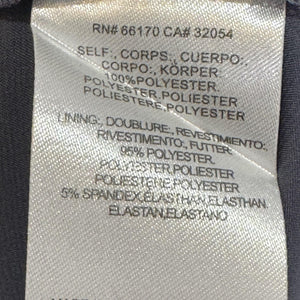 RN# 66170 CA# 32054
SELF:, CORPS:, CUERPO:,
CORPO:, KÖRPER:
100%POLYESTER,
POLYESTER,POLIESTER
POLIESTERE,POLYESTER
LINING:, DOUBLURE:, REVESTIMIENTO:,
RIVESTIMENTO:, FUTTER:
95% POLYESTER,
POLYESTER,POLIESTER
POLIESTERE,POLYESTER
5% SPANDEX,ELASTHAN,ELASTHAN
ELASTAN,ELASTANO